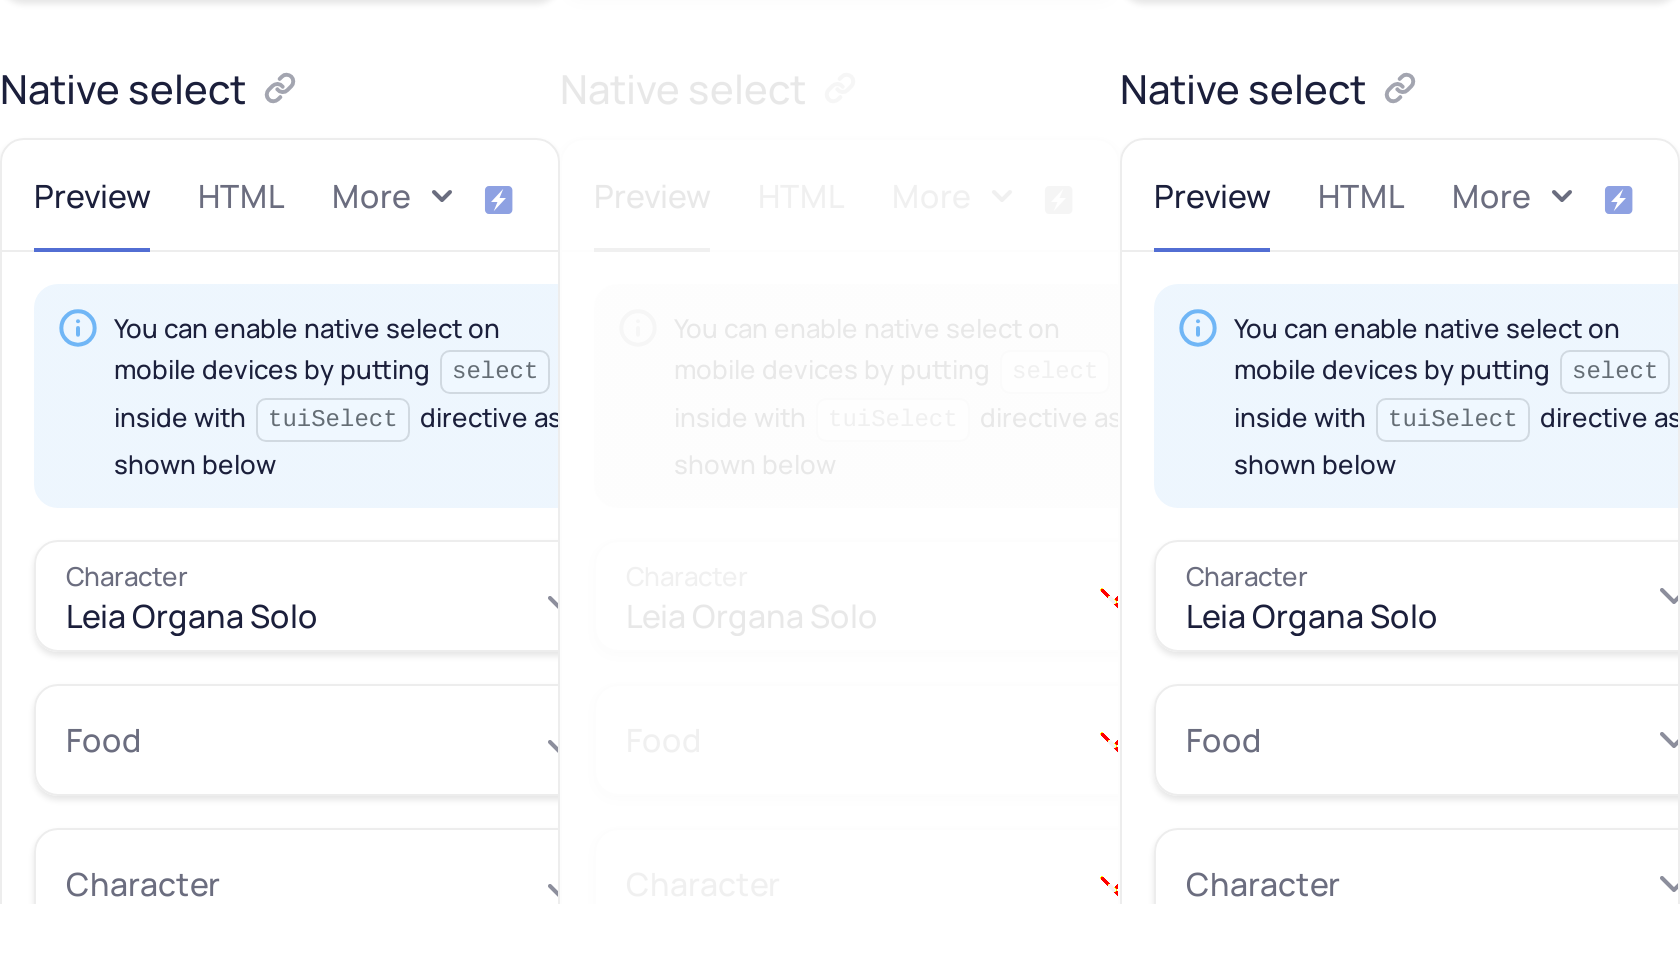 Native select
Preview HTML More
You can enable native select on
mobile devices by putting select
inside with tuiSelect directive as
shown below
Character
Leia Organa Solo
Food
Character
Native select
Preview HTML More
You can enable native select on
mobile devices by putting select
inside with tuiSelect directive as
shown below
Character
Leia Organa Solo
Food
Character
Native select
Preview HTML More
You can enable native select on
mobile devices by putting select
inside with tuiSelect directive as
shown below
Character
Leia Organa Solo
Food
Character